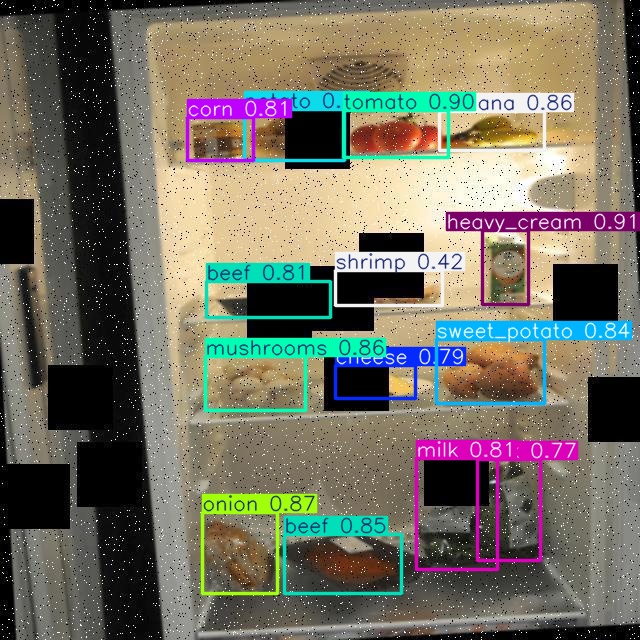 corn 0.81
tomato 0.90
ana 0.86
heavy_cream 0.91
beef 0.81
shrimp 0.42
sweet_potato 0.84
mushrooms 0.86
cheese 0.79
milk 0.81
0.77
onion 0.87
beef 0.85